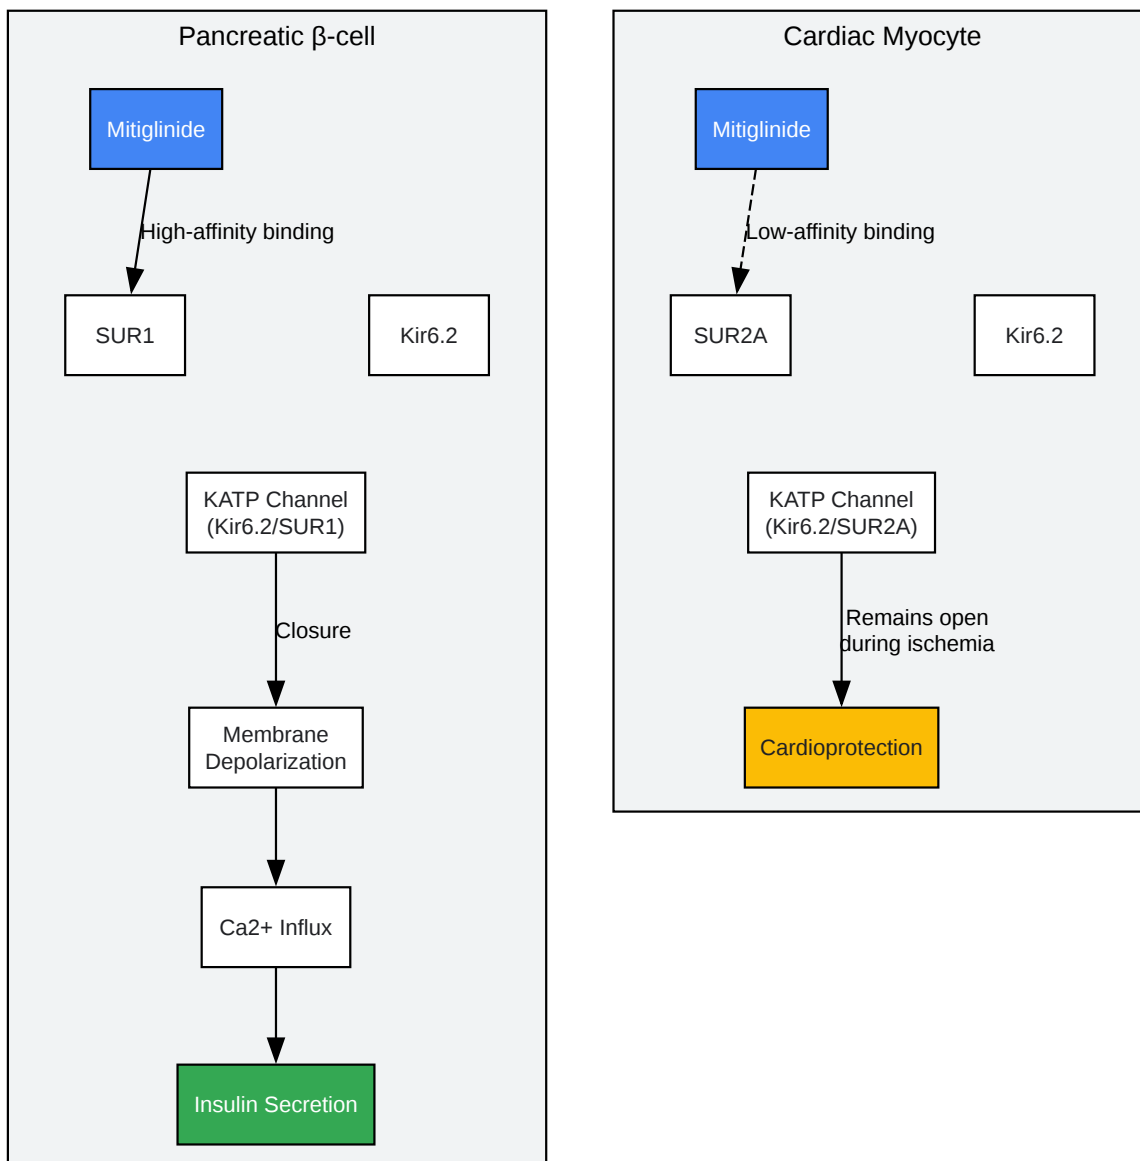 Pancreatic β-cell
Mitiglinide
High-affinity binding
SUR1
Kir6.2
KATP Channel
(Kir6.2/SUR1)
Closure
Membrane
Depolarization
Ca2+ Influx
Insulin Secretion
Cardiac Myocyte
Mitiglinide
Low-affinity binding
SUR2A
Kir6.2
KATP Channel
(Kir6.2/SUR2A)
Remains open
during ischemia
Cardioprotection